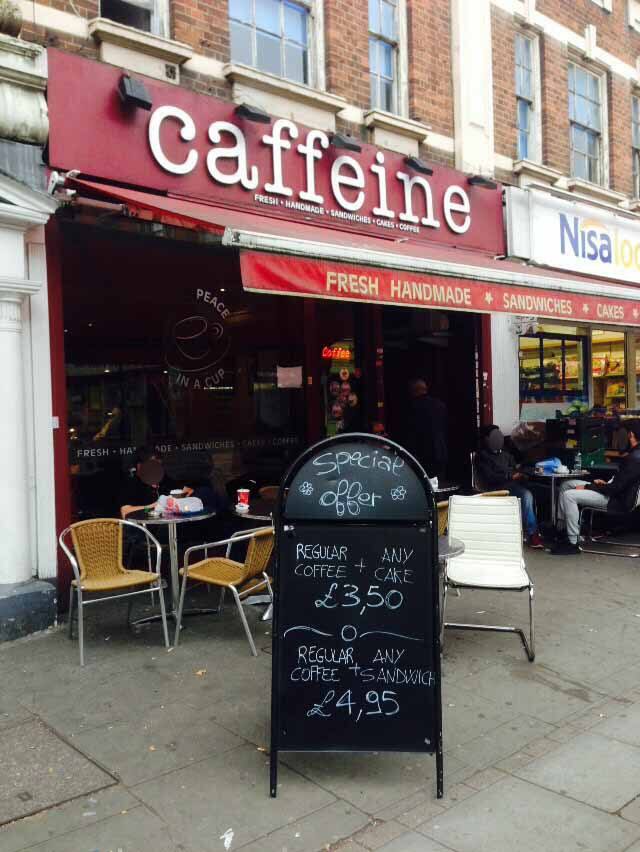 caffeine
FRESH • HANDMADE • SANDWICHES • CAKES • COFFEE
Nisa
FRESH HANDMADE ★ SANDWICHES ★ CAKES ★
PEACE
IN A CUP
Coffee
FRESH • HANDMADE • SANDWICHES • CAKES • COFFEE
Special
offer
REGULAR ANY
COFFEE + CAKE
£3,50
REGULAR ANY
COFFEE + SANDWICH
£4,95